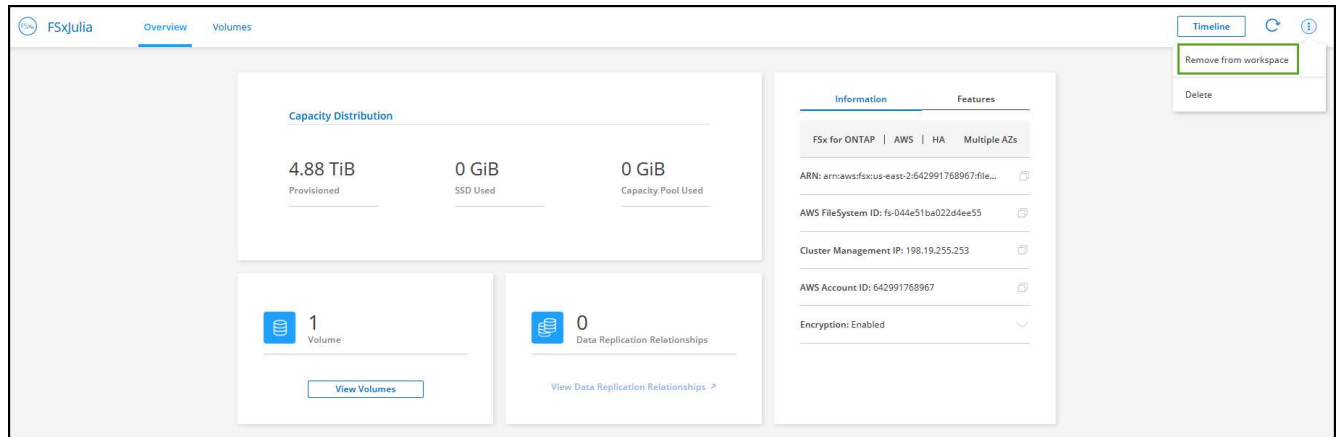 FSx FSxJulia Overview Volumes Timeline
Remove from workspace
Delete
Capacity Distribution
4.88 TiB 0 GiB 0 GiB
Provisioned SSD Used Capacity Pool Used
1
Volume
View Volumes
0
Data Replication Relationships
View Data Replication Relationships
Information Features
FSx for ONTAP | AWS | HA Multiple AZs
ARN: arn:aws:fsx:us-east-2:642991768967:file...
AWS FileSystem ID: fs-044e51ba022d4ee55
Cluster Management IP: 198.19.255.253
AWS Account ID: 642991768967
Encryption: Enabled